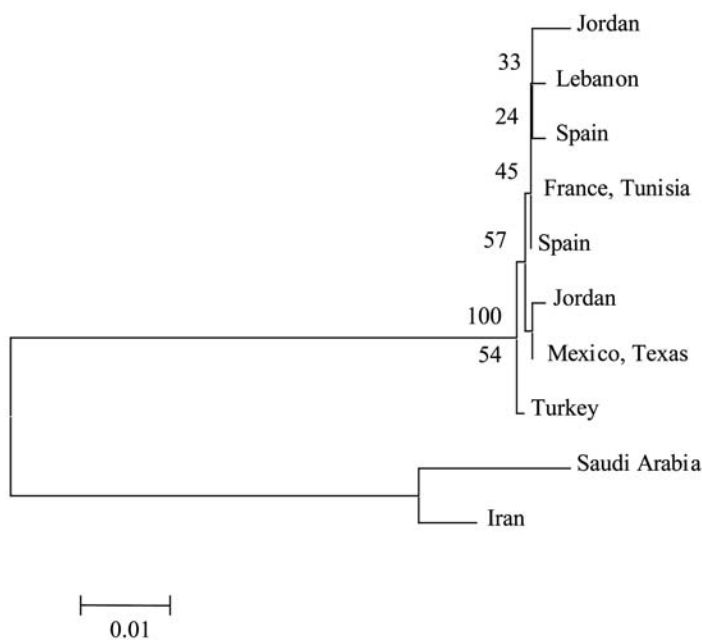 Jordan
33
Lebanon
24
Spain
45
France, Tunisia
57
Spain
Jordan
100
54
Mexico, Texas
Turkey
Saudi Arabia
Iran
0.01